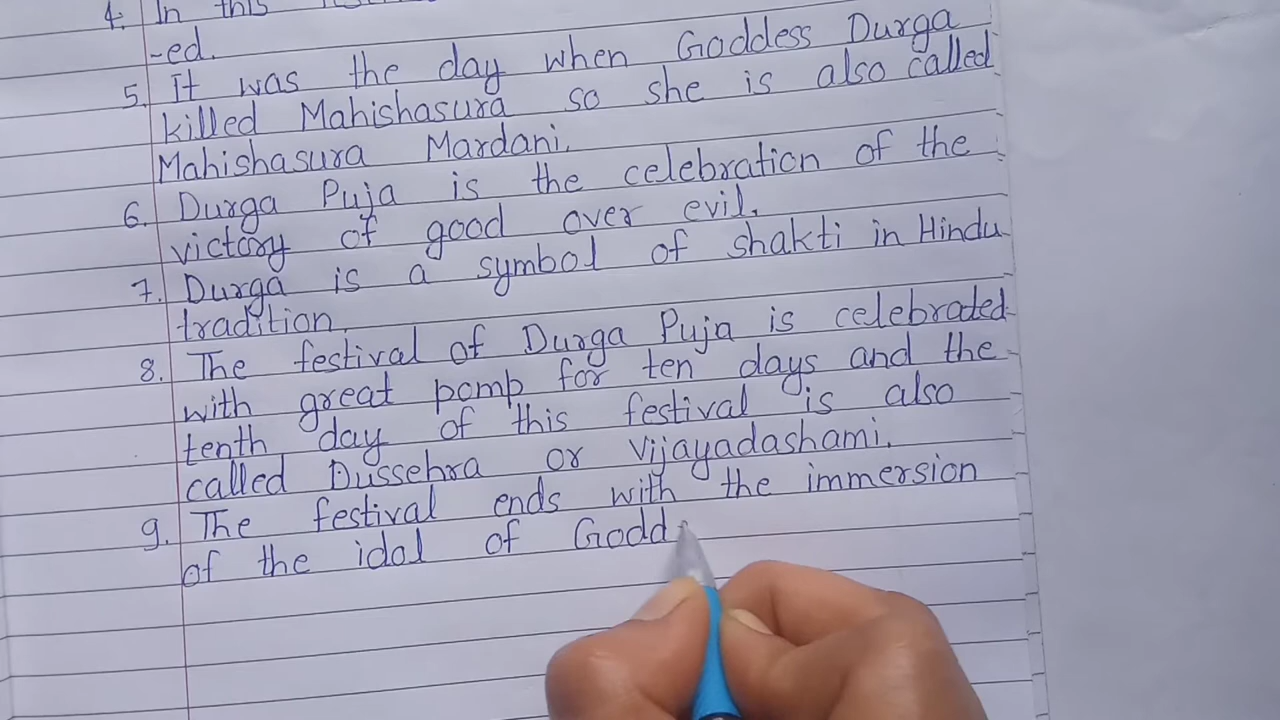 4. In this
-ed.
5. It was the day when Goddess Durga
killed Mahishasura so she is also called
Mahishasura Mardani.
6. Durga Puja is the celebration of the
victory of good over evil.
7. Durga is a symbol of shakti in Hindu
tradition.
8. The festival of Durga Puja is celebrated
with great pomp for ten days and the
tenth day of this festival is also
called Dussehra or Vijayadashami.
9. The festival ends with the immersion
of the idol of Godd